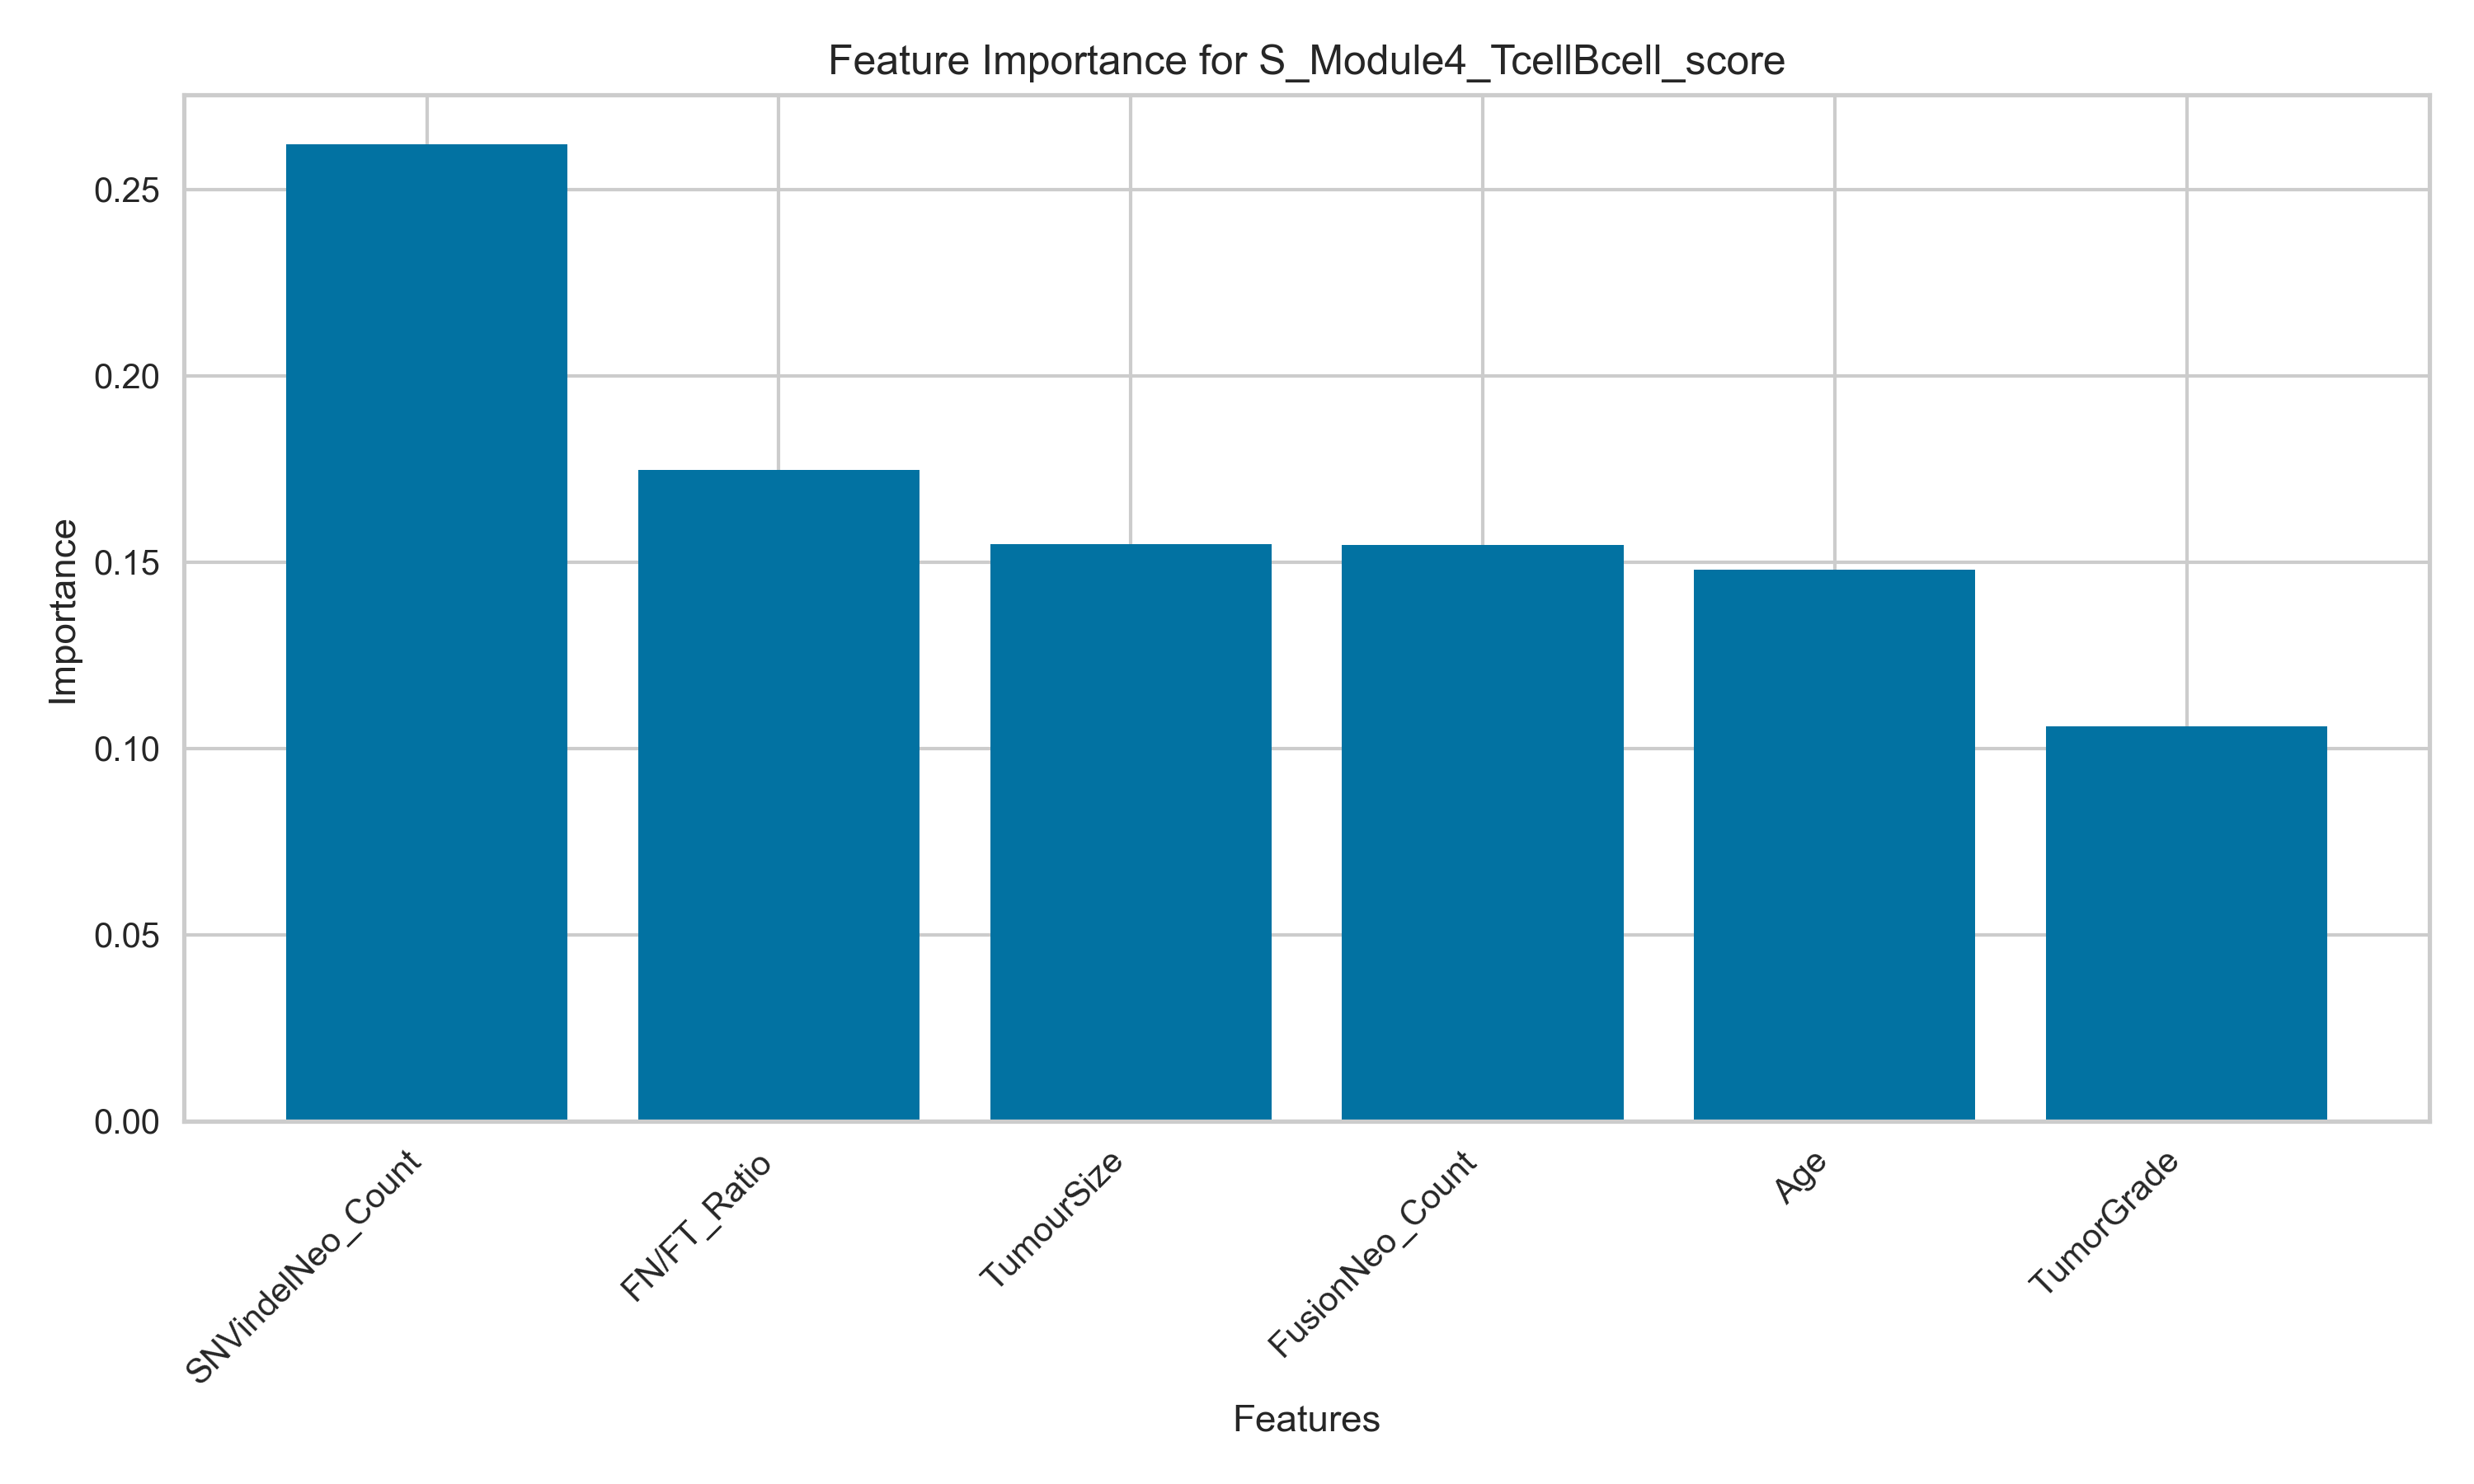 Feature Importance for S_Module4_TcellBcell_score
Importance
0.25
0.20
0.15
0.10
0.05
0.00
SNVindelNeo_Count
FN/FT_Ratio
TumourSize
FusionNeo_Count
Age
TumorGrade
Features